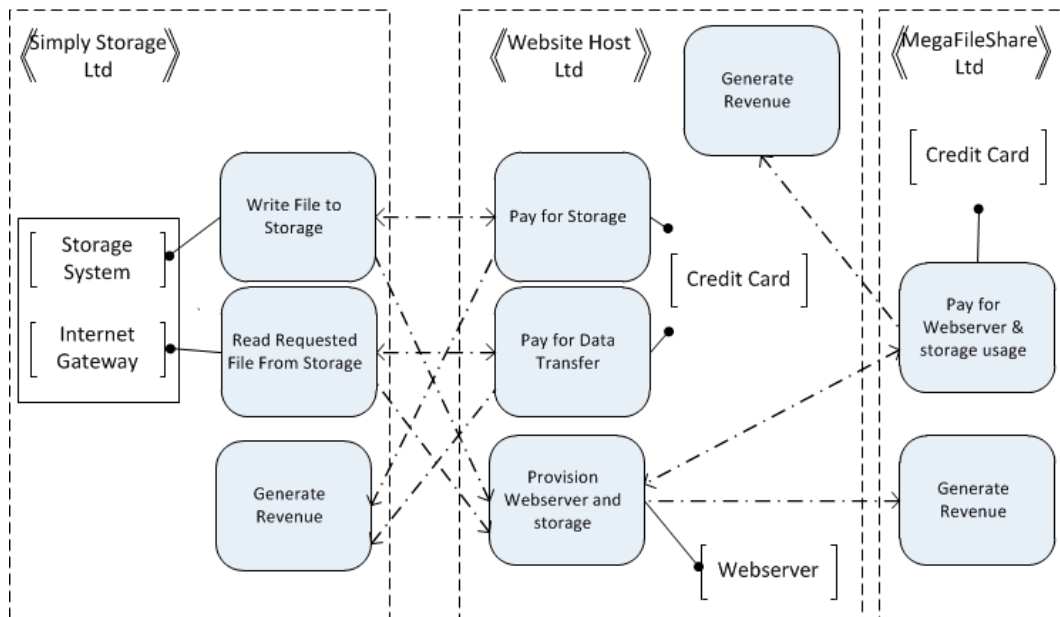 Simply Storage
Ltd
Website Host
Ltd
MegaFileShare
Ltd
Generate
Revenue
Credit Card
Write File to
Storage
Pay for Storage
Storage
System
Credit Card
Internet
Gateway
Read Requested
File From Storage
Pay for Data
Transfer
Pay for
Webserver &
storage usage
Generate
Revenue
Provision
Webserver and
storage
Generate
Revenue
Webserver